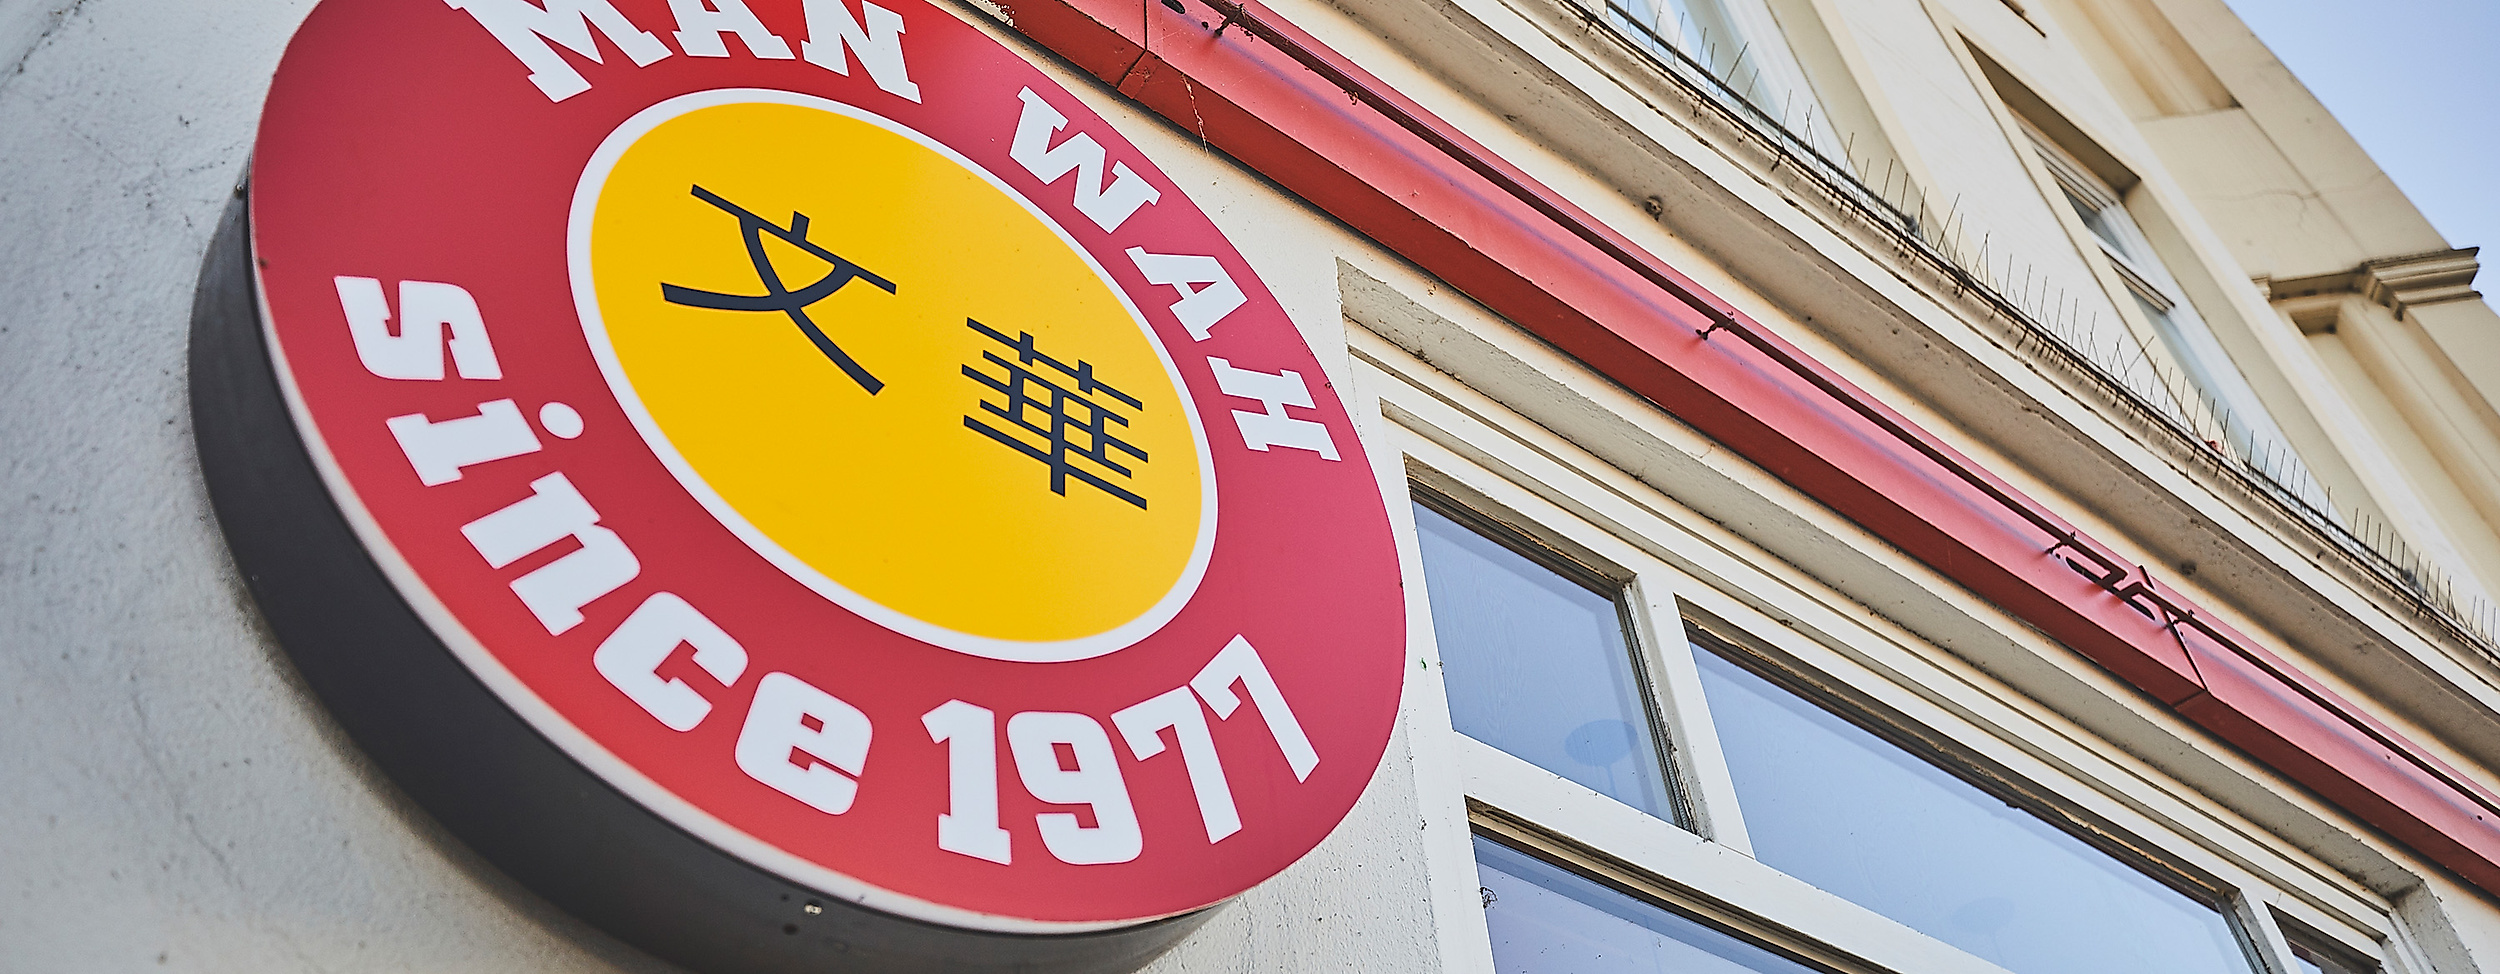 MAN WAH
文華
since 1977